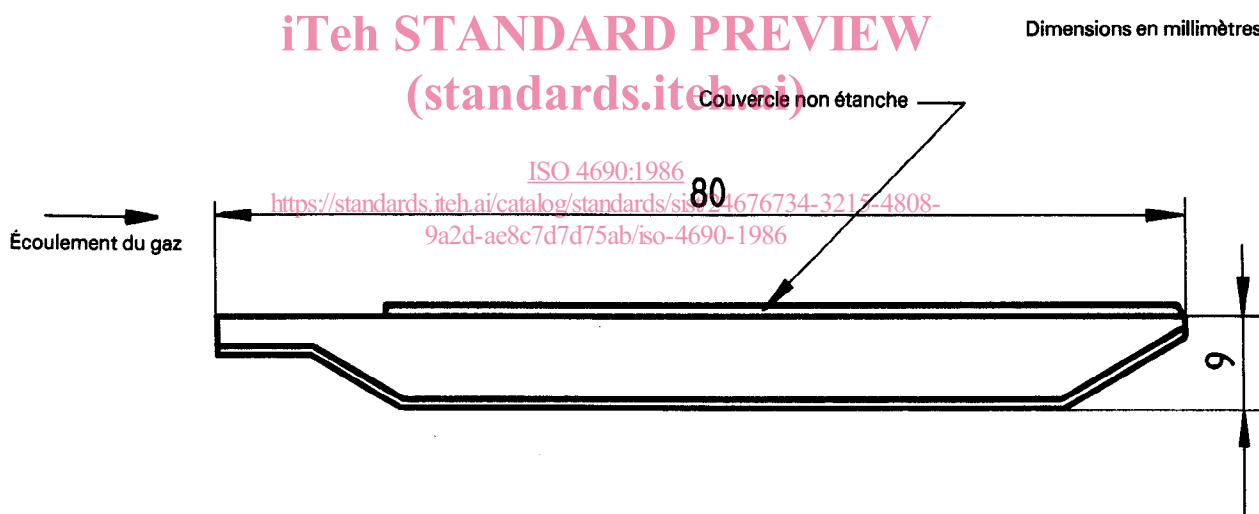 iTeh STANDARD PREVIEW
Dimensions en millimètres
(standards.iteh.ai)
Couvercle non étanche
ISO 4690:1986
80
https://standards.iteh.ai/catalog/standards/sist/24676734-3215-4808-
9a2d-ae8c7d7d75ab/iso-4690-1986
Écoulement du gaz
9